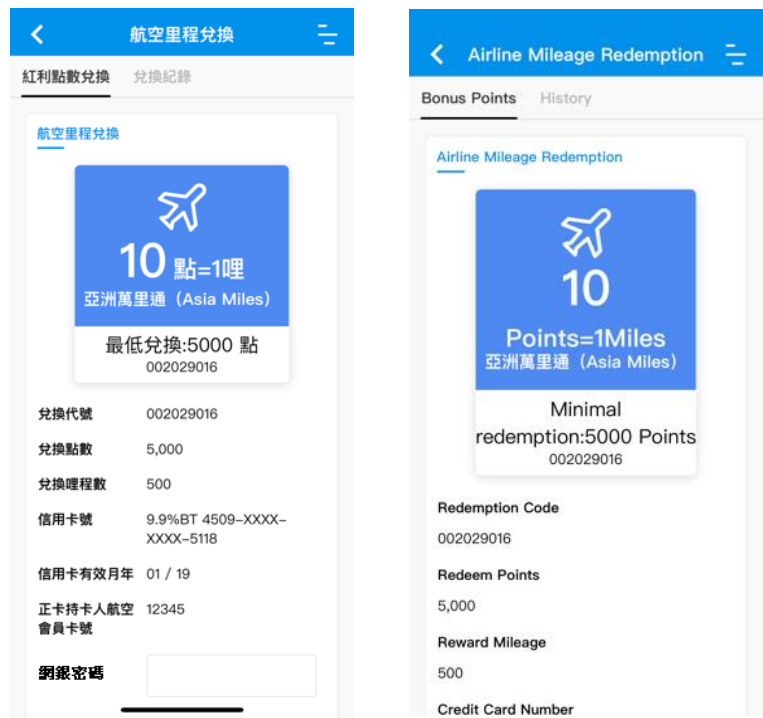 航空里程兌換
紅利點數兌換 兌換紀錄
航空里程兌換
10 點=1哩
亞洲萬里通（Asia Miles）
最低兌換:5000 點
002029016
兌換代號 002029016
兌換點數 5,000
兌換哩程數 500
信用卡號 9.9%BT 4509-XXXX-
XXXX-5118
信用卡有效月年 01 / 19
正卡持卡人航空 12345
會員卡號
網銀密碼
Airline Mileage Redemption
Bonus Points History
Airline Mileage Redemption
10
Points=1Miles
亞洲萬里通（Asia Miles）
Minimal
redemption:5000 Points
002029016
Redemption Code
002029016
Redeem Points
5,000
Reward Mileage
500
Credit Card Number